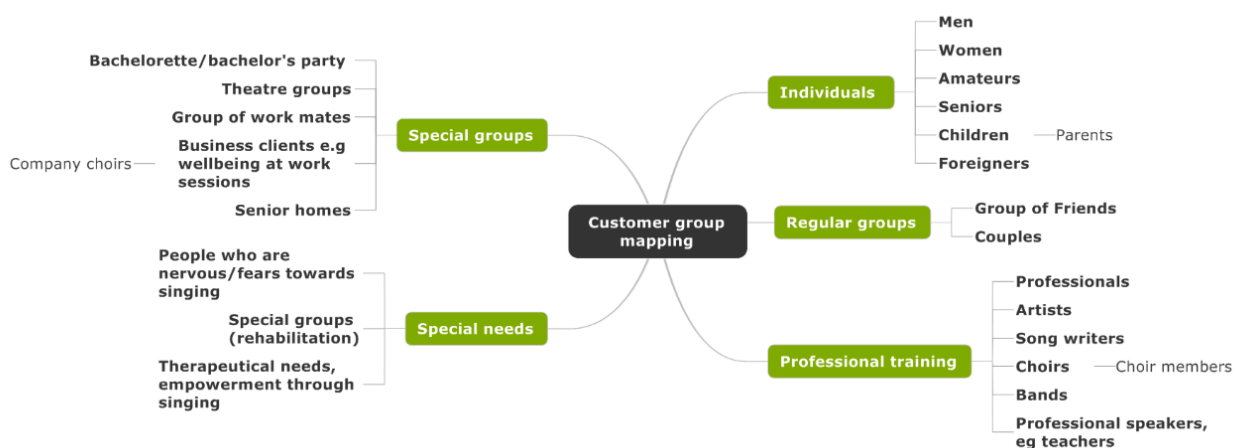 Customer group
mapping
Special groups
Bachelorette/bachelor's party
Theatre groups
Group of work mates
Business clients e.g
wellbeing at work
sessions
Company choirs
Senior homes
Special needs
People who are
nervous/fears towards
singing
Special groups
(rehabilitation)
Therapeutical needs,
empowerment through
singing
Individuals
Men
Women
Amateurs
Seniors
Children
Parents
Foreigners
Regular groups
Group of Friends
Couples
Professional training
Professionals
Artists
Song writers
Choirs
Choir members
Bands
Professional speakers,
eg teachers